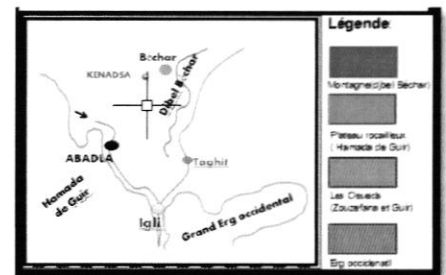 Béchar
KENADSA
Djbel Béchar
ABADLA
Taghit
Hamada
de Guir
Igli
Grand Erg occidental
Légende
Montagne(djbel Béchar)
Plateau rocailleux
( Hamada de Guir)
Les Oueds
(Zouzefana et Guir)
Erg occidental